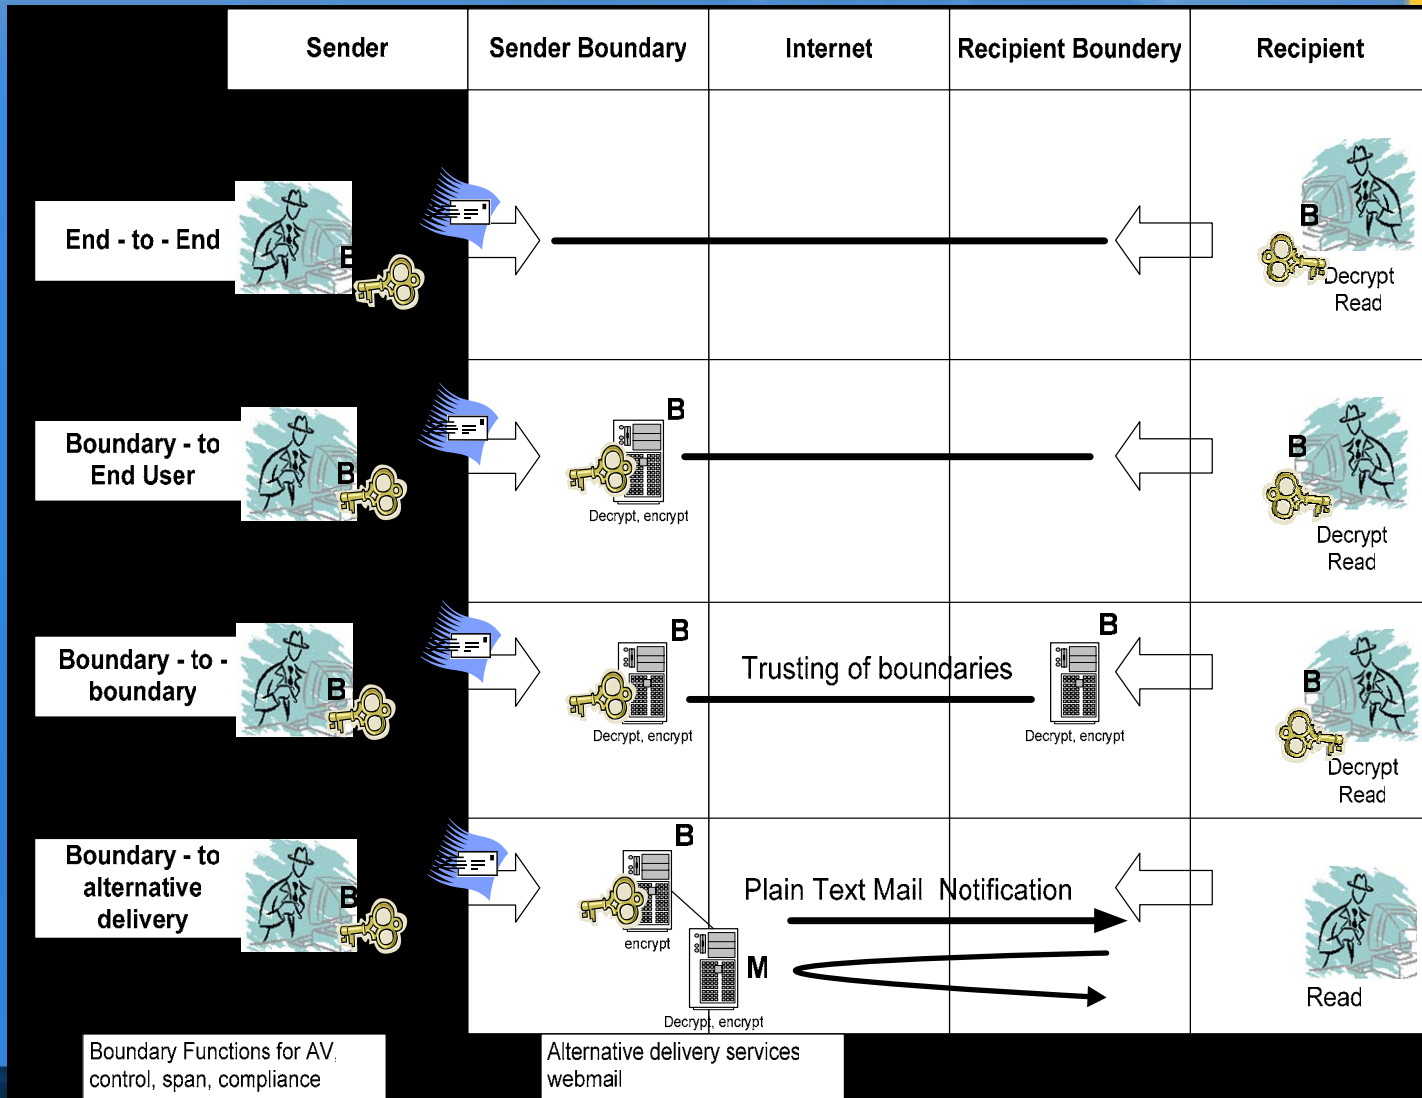 Sender
Sender Boundary
Internet
Recipient Boundery
Recipient
End - to - End
B
B
Decrypt
Read
Boundary - to
End User
B
B
Decrypt, encrypt
B
Decrypt
Read
Boundary - to -
boundary
B
B
Decrypt, encrypt
Trusting of boundaries
B
Decrypt, encrypt
B
Decrypt
Read
Boundary - to
alternative
delivery
B
B
encrypt
M
Decrypt, encrypt
Plain Text Mail Notification
Read
Boundary Functions for AV,
control, span, compliance
Alternative delivery services
webmail